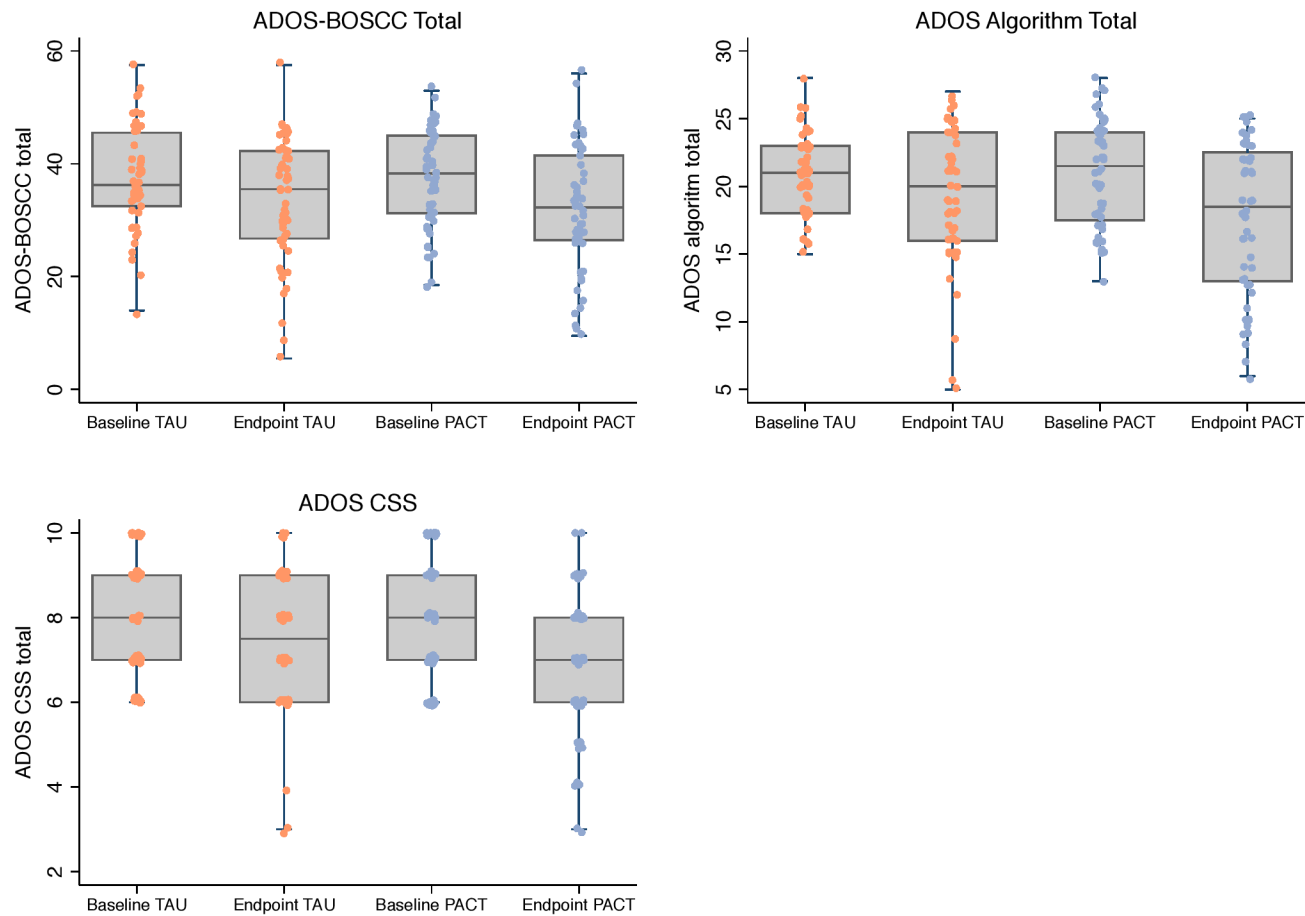 ADOS-BOSCC Total
ADOS-BOSCC total
60
40
20
0
Baseline TAU
Endpoint TAU
Baseline PACT
Endpoint PACT
ADOS Algorithm Total
ADOS algoritm total
30
25
20
15
10
5
Baseline TAU
Endpoint TAU
Baseline PACT
Endpoint PACT
ADOS CSS
ADOS CSS total
10
8
6
4
2
Baseline TAU
Endpoint TAU
Baseline PACT
Endpoint PACT